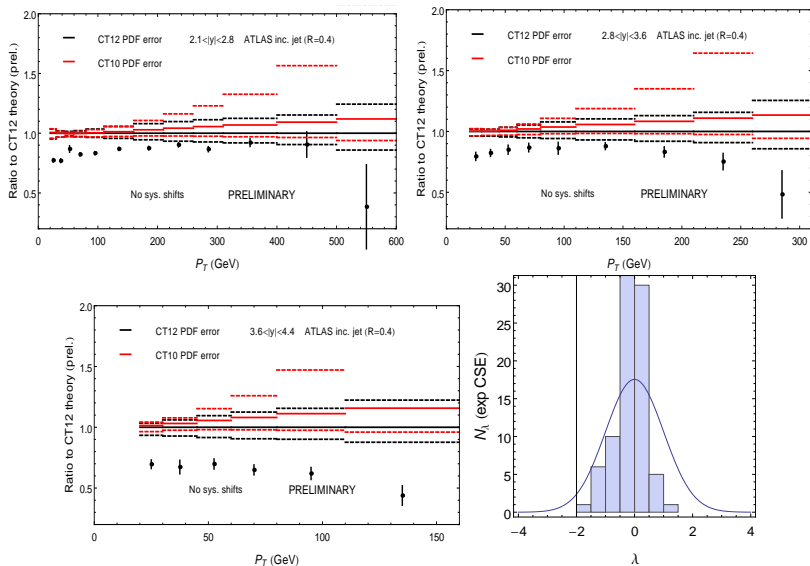 CT12 PDF error 2.1<|y|<2.8 ATLAS inc. jet (R=0.4)
CT10 PDF error
No sys. shifts PRELIMINARY
Ratio to CT12 theory (prel.)
2.0
1.5
1.0
0.5
0 100 200 300 400 500 600
P_T (GeV)
CT12 PDF error 2.8<|y|<3.6 ATLAS inc. jet (R=0.4)
CT10 PDF error
No sys. shifts PRELIMINARY
Ratio to CT12 theory (prel.)
2.0
1.5
1.0
0.5
0 50 100 150 200 250 300
P_T (GeV)
CT12 PDF error 3.6<|y|<4.4 ATLAS inc. jet (R=0.4)
CT10 PDF error
No sys. shifts PRELIMINARY
Ratio to CT12 theory (prel.)
2.0
1.5
1.0
0.5
0 50 100 150
P_T (GeV)
N_λ (exp CSE)
30
25
20
15
10
5
0
−4 −2 0 2 4
λ